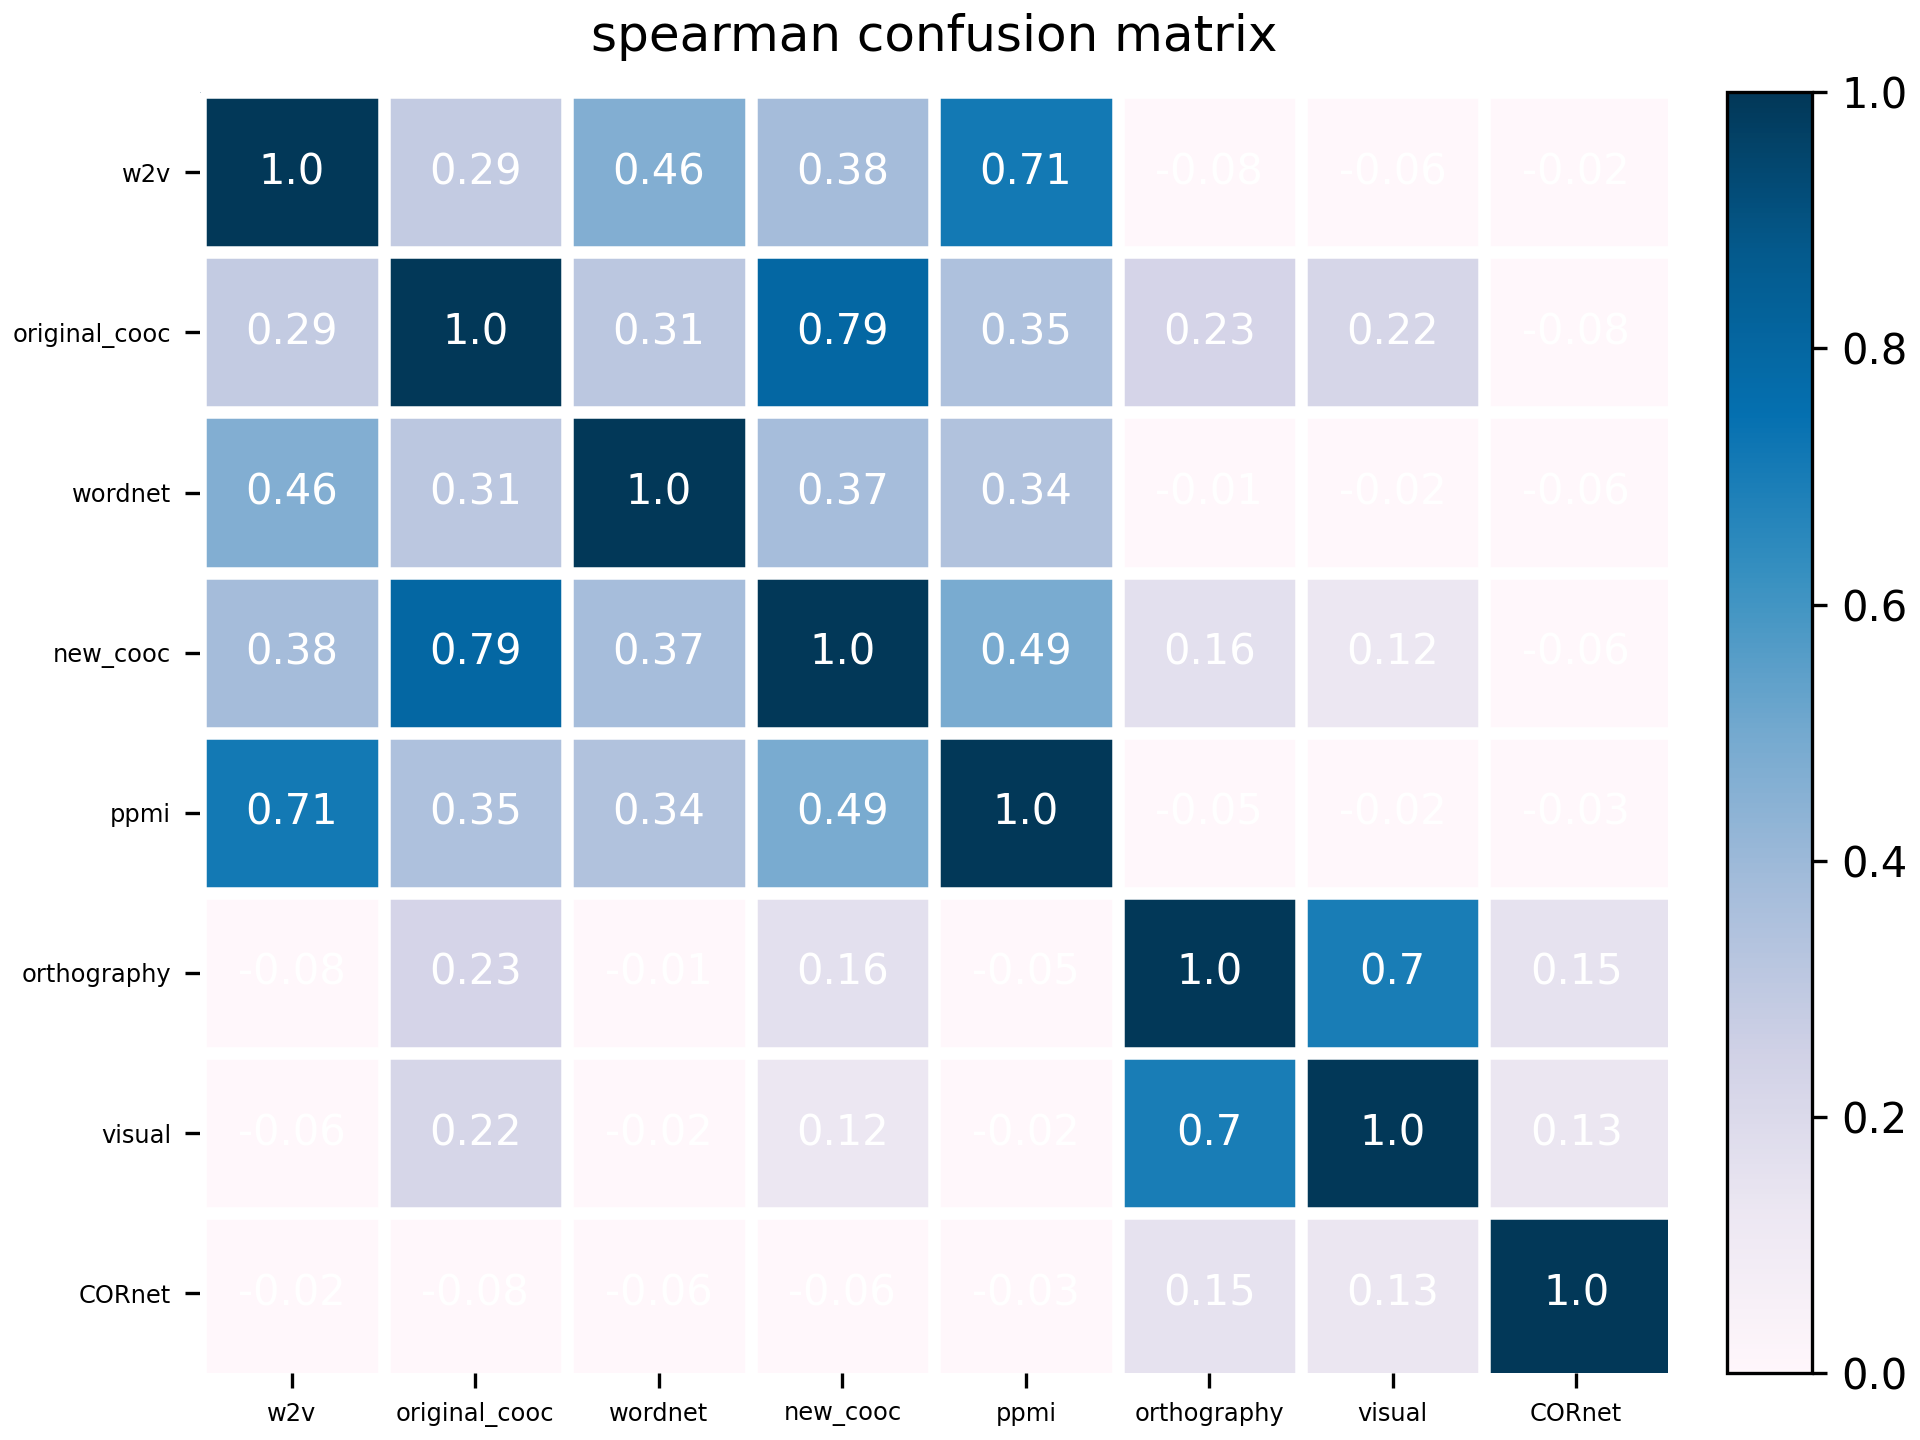 spearman confusion matrix
w2v 1.0 0.29 0.46 0.38 0.71 -0.08 -0.06 -0.02
original_cooc 0.29 1.0 0.31 0.79 0.35 0.23 0.22 -0.08
wordnet 0.46 0.31 1.0 0.37 0.34 -0.01 -0.02 -0.06
new_cooc 0.38 0.79 0.37 1.0 0.49 0.16 0.12 -0.06
ppmi 0.71 0.35 0.34 0.49 1.0 -0.05 -0.02 -0.03
orthography -0.08 0.23 -0.01 0.16 -0.05 1.0 0.7 0.15
visual -0.06 0.22 -0.02 0.12 -0.02 0.7 1.0 0.13
CORnet -0.02 -0.08 -0.06 -0.06 -0.03 0.15 0.13 1.0
w2v original_cooc wordnet new_cooc ppmi orthography visual CORnet
1.0
0.8
0.6
0.4
0.2
0.0